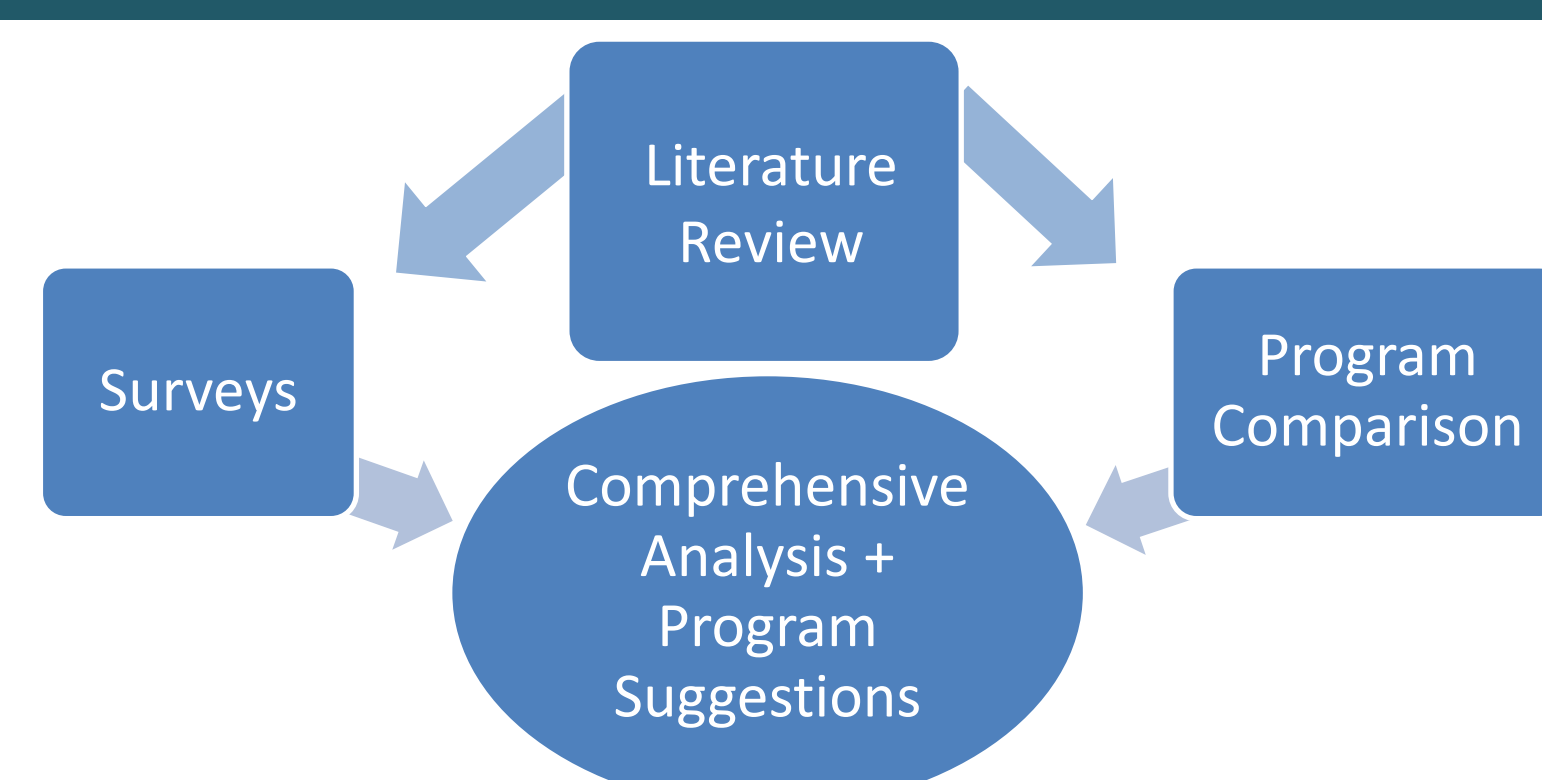 Literature
Review
Surveys
Program
Comparison
Comprehensive
Analysis +
Program
Suggestions